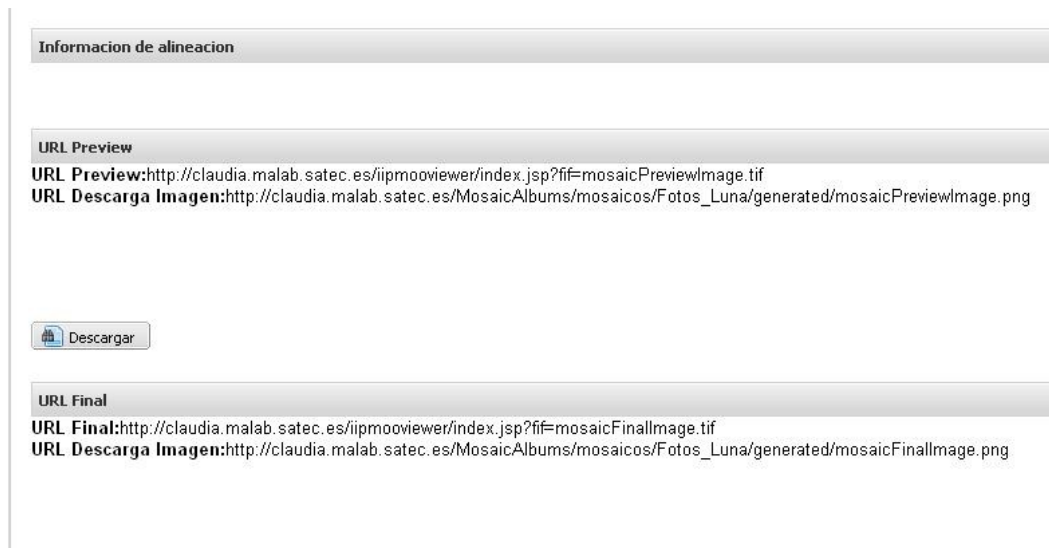 Informacion de alineacion
URL Preview
URL Preview:http://claudia.malab.satec.es/iipmooviewer/index.jsp?fif=mosaicPreviewImage.tif
URL Descarga Imagen:http://claudia.malab.satec.es/MosaicAlbums/mosaicos/Fotos_Luna/generated/mosaicPreviewImage.png
Descargar
URL Final
URL Final:http://claudia.malab.satec.es/iipmooviewer/index.jsp?fif=mosaicFinalImage.tif
URL Descarga Imagen:http://claudia.malab.satec.es/MosaicAlbums/mosaicos/Fotos_Luna/generated/mosaicFinalImage.png